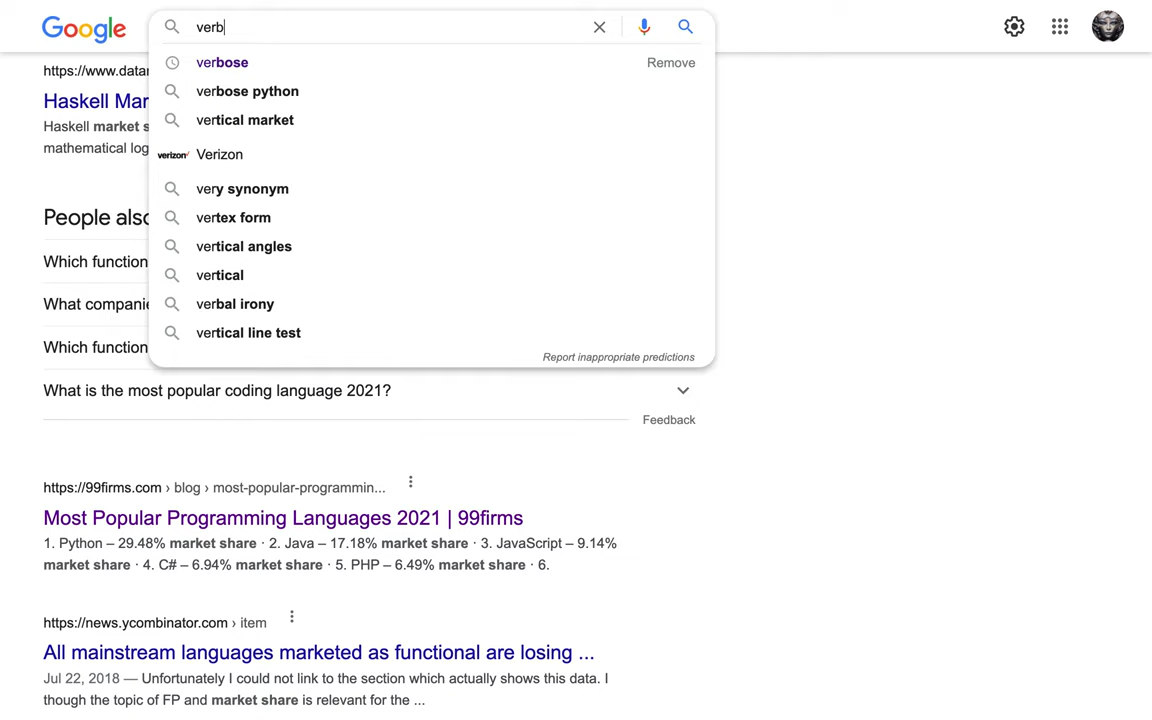 Google
verb
verbose
Remove
verbose python
vertical market
verizon Verizon
very synonym
vertex form
vertical angles
vertical
verbal irony
vertical line test
Report inappropriate predictions
https://www.data
Haskell Mar
Haskell market s
mathematical log
People also
Which function
What companie
Which function
What is the most popular coding language 2021?
Feedback
https://99firms.com › blog › most-popular-programmin...
Most Popular Programming Languages 2021 | 99firms
1. Python – 29.48% market share · 2. Java – 17.18% market share · 3. JavaScript – 9.14%
market share · 4. C# – 6.94% market share · 5. PHP – 6.49% market share · 6.
https://news.ycombinator.com › item
All mainstream languages marketed as functional are losing ...
Jul 22, 2018 — Unfortunately I could not link to the section which actually shows this data. I
though the topic of FP and market share is relevant for the ...